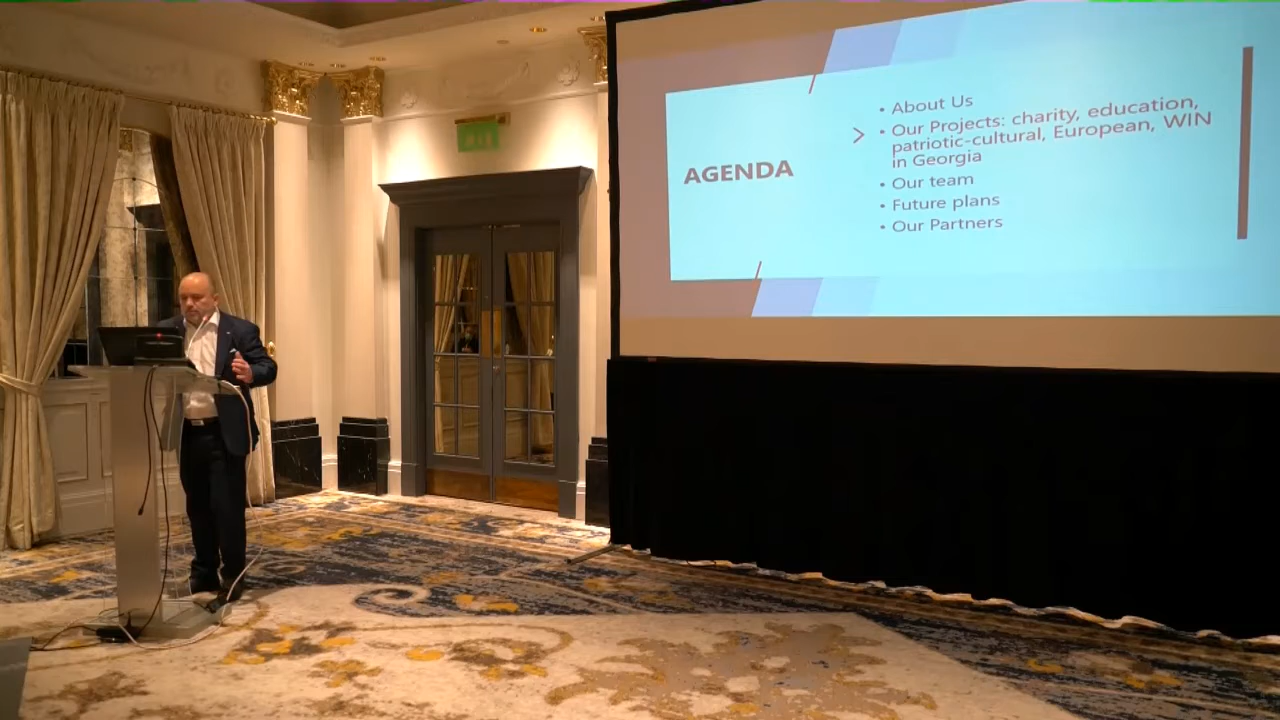 AGENDA
• About Us
• Our Projects: charity, education,
patriotic-cultural, European, WIN
in Georgia
• Our team
• Future plans
• Our Partners